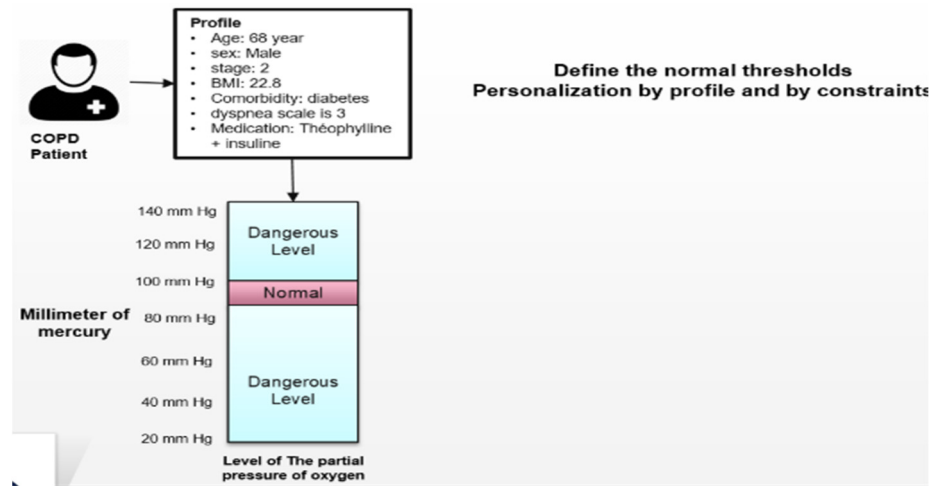 Profile
• Age: 68 year
• sex: Male
• stage: 2
• BMI: 22.8
• Comorbidity: diabetes
• dyspnea scale is 3
• Medication: Théophylline
+ insuline
COPD
Patient
Define the normal thresholds
Personalization by profile and by constraints
140 mm Hg
Dangerous
Level
120 mm Hg
100 mm Hg
Normal
Millimeter of
mercury
80 mm Hg
60 mm Hg
Dangerous
Level
40 mm Hg
20 mm Hg
Level of The partial
pressure of oxygen